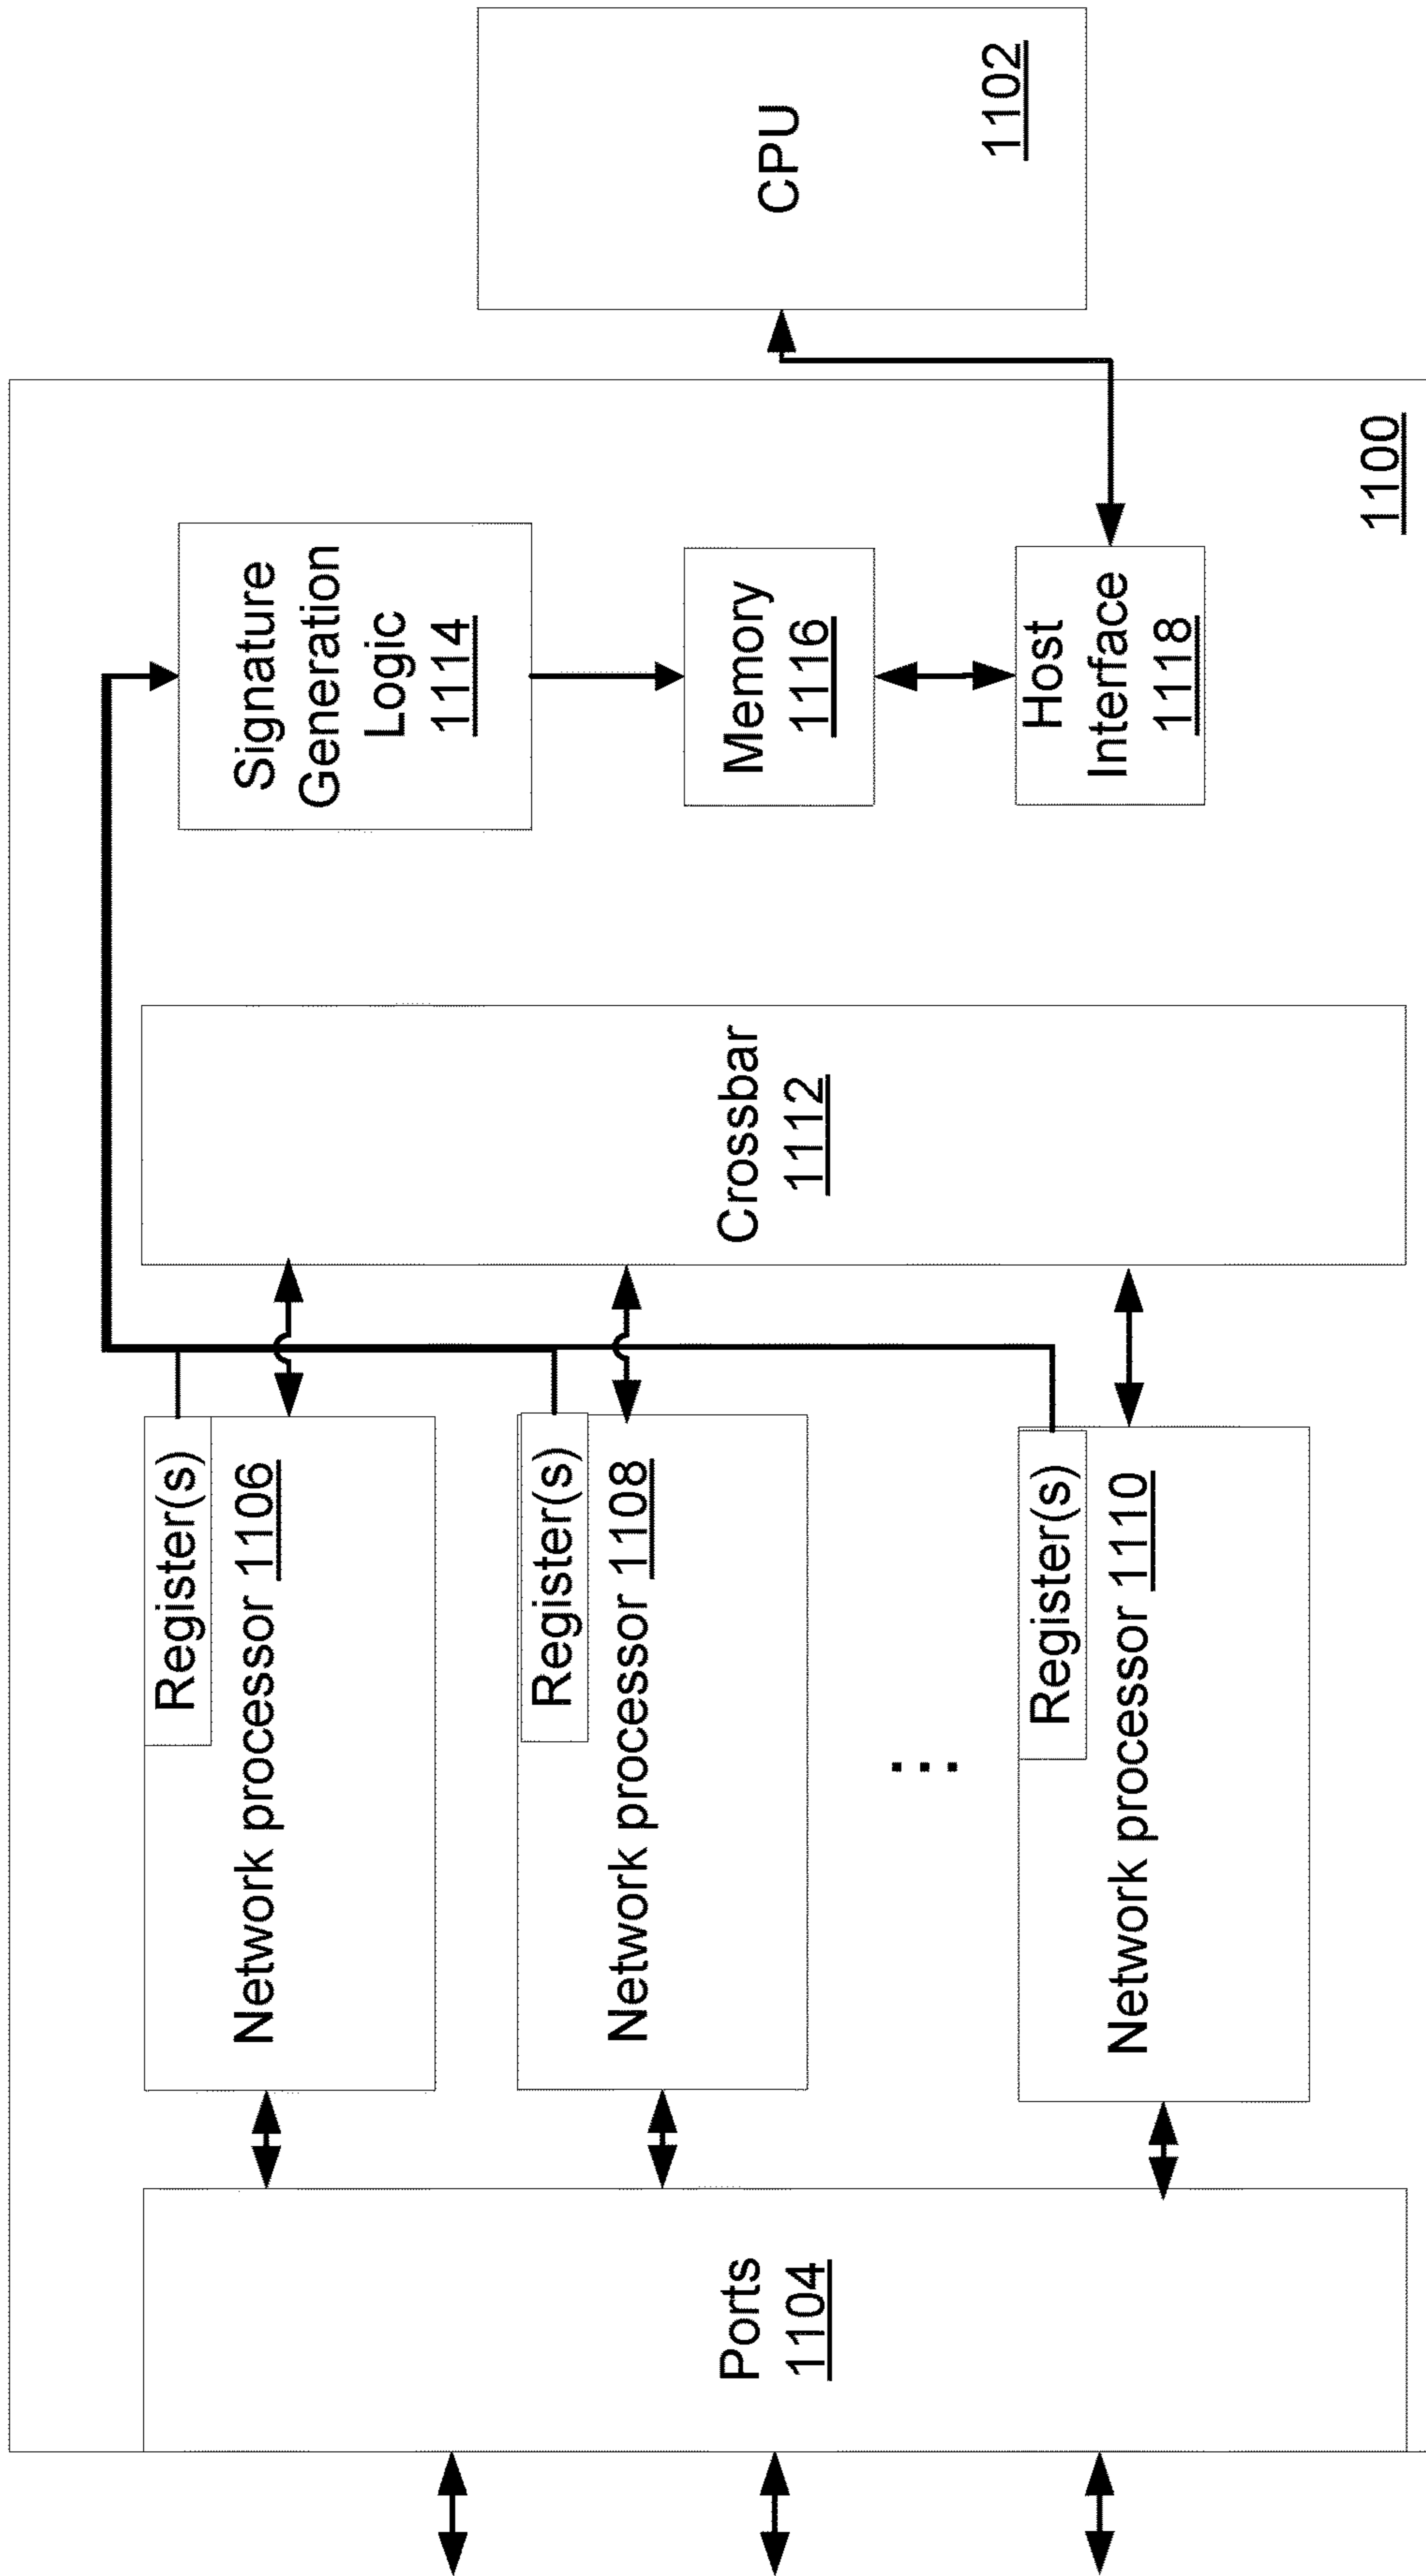 Ports
1104
Register(s)
Network processor 1106
Register(s)
Network processor 1108
...
Register(s)
Network processor 1110
Crossbar
1112
Signature
Generation
Logic
1114
Memory
1116
Host
Interface
1118
1100
CPU
1102